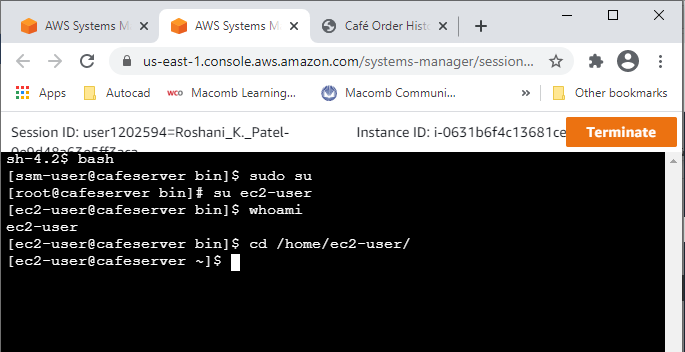 AWS Systems M
AWS Systems Ma
Café Order Hist
us-east-1.console.aws.amazon.com/systems-manager/session...
Apps
Autocad
wco
Macomb Learning...
Macomb Communi...
»
Other bookmarks
Session ID: user1202594=Roshani_K._Patel-
Instance ID: i-0631b6f4c13681ce
Terminate
sh-4.2$ bash
[ssm-user@cafeserver bin]$ sudo su
[root@cafeserver bin]# su ec2-user
[ec2-user@cafeserver bin]$ whoami
ec2-user
[ec2-user@cafeserver bin]$ cd /home/ec2-user/
[ec2-user@cafeserver ~]$